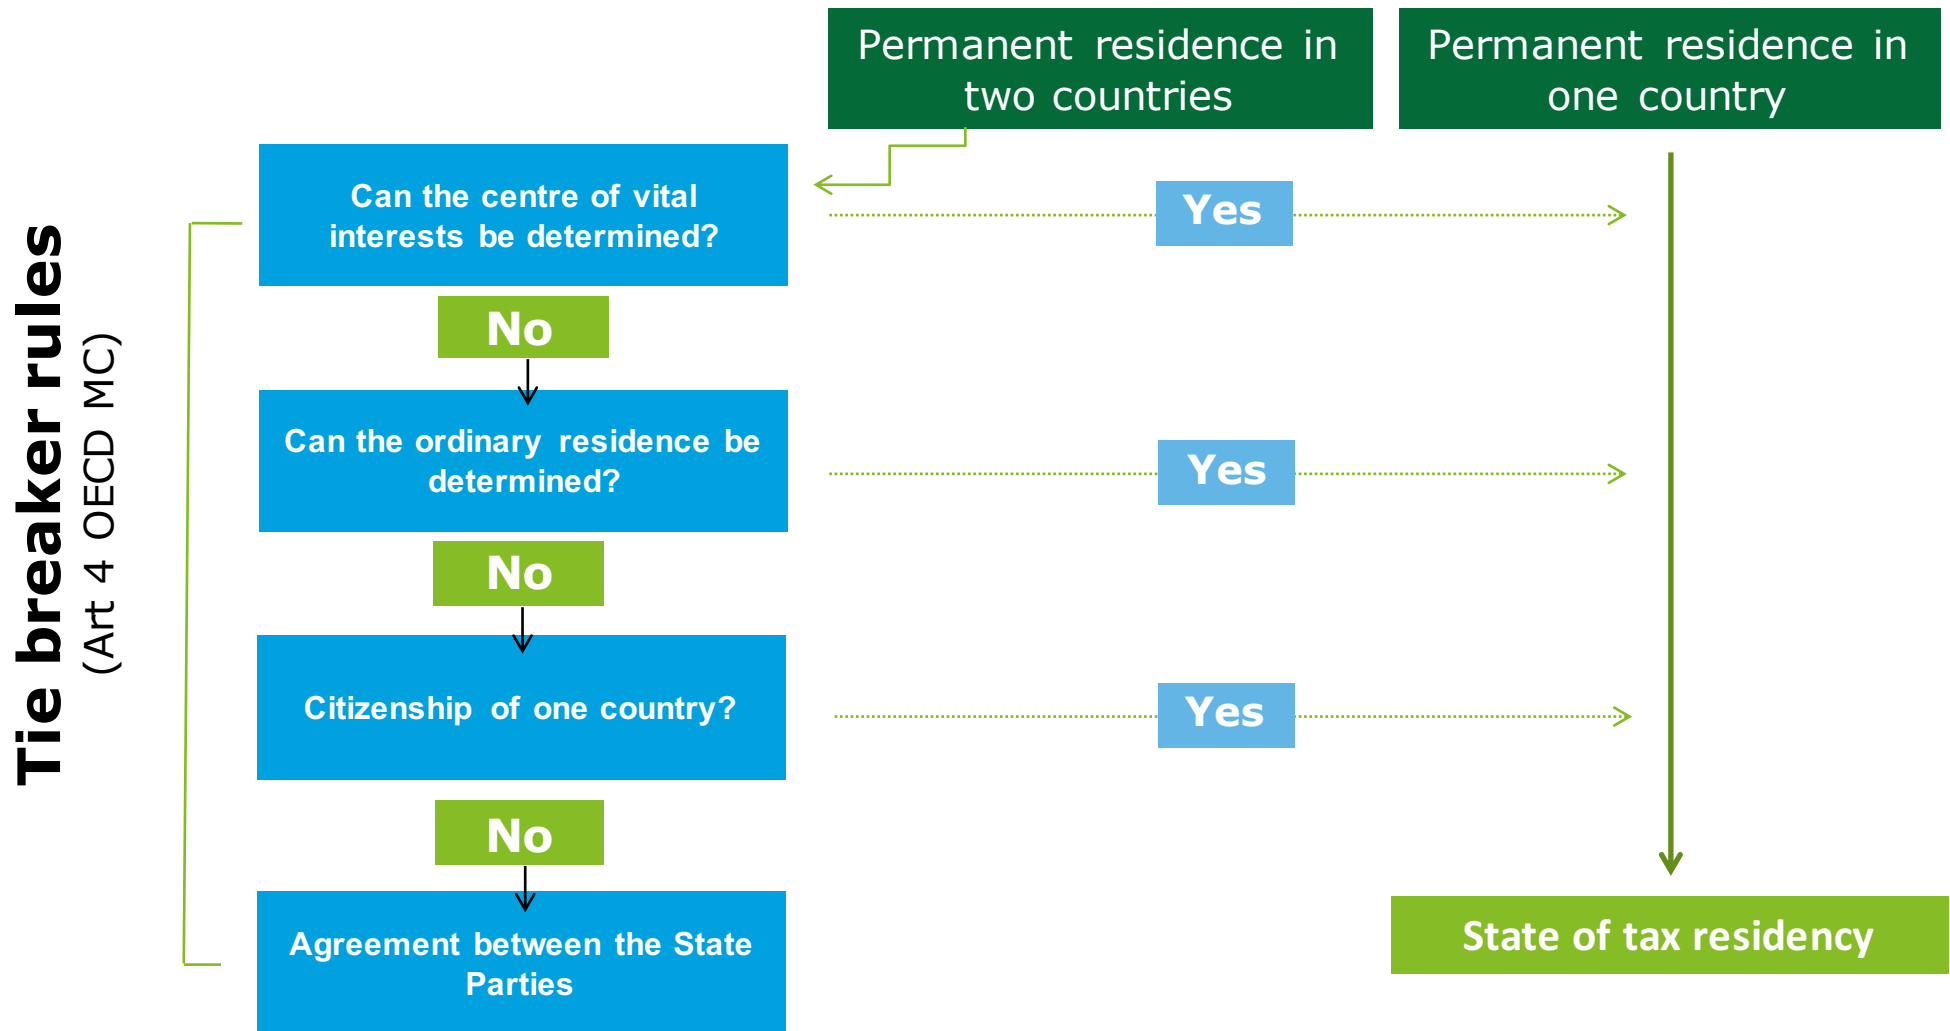 Tie breaker rules
(Art 4 OECD MC)
Permanent residence in
two countries
Permanent residence in
one country
Can the centre of vital
interests be determined?
Yes
No
Can the ordinary residence be
determined?
Yes
No
Citizenship of one country?
Yes
No
Agreement between the State
Parties
State of tax residency